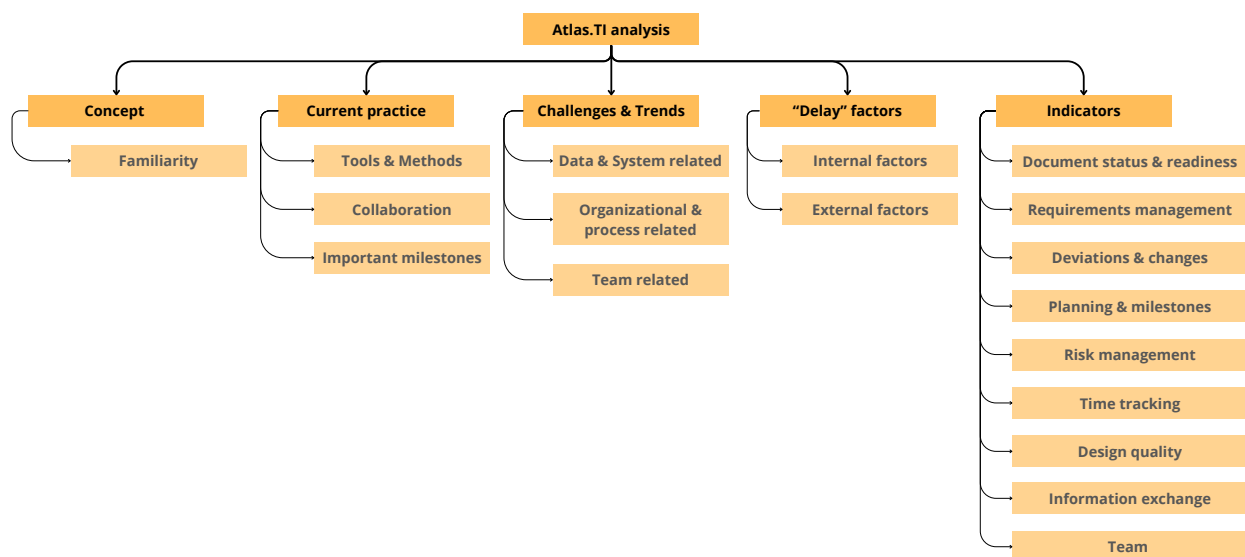 Atlas.TI analysis
Concept
Familiarity
Current practice
Tools & Methods
Collaboration
Important milestones
Challenges & Trends
Data & System related
Organizational &
process related
Team related
“Delay” factors
Internal factors
External factors
Indicators
Document status & readiness
Requirements management
Deviations & changes
Planning & milestones
Risk management
Time tracking
Design quality
Information exchange
Team